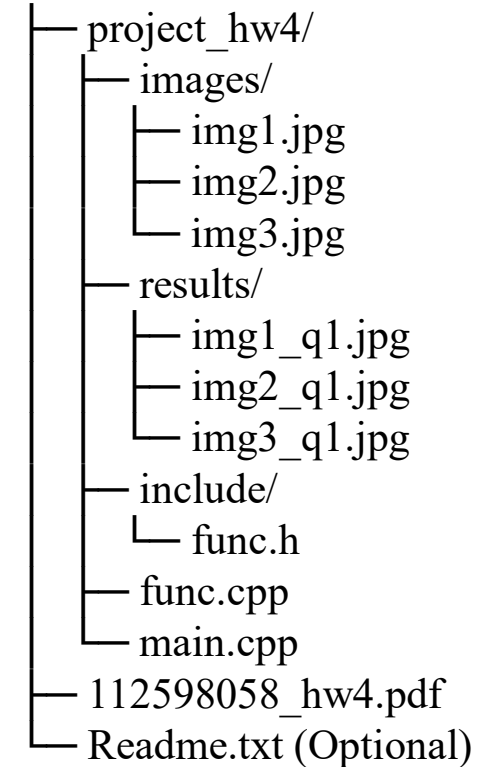 project_hw4/
images/
img1.jpg
img2.jpg
img3.jpg
results/
img1_q1.jpg
img2_q1.jpg
img3_q1.jpg
include/
func.h
func.cpp
main.cpp
112598058_hw4.pdf
Readme.txt (Optional)